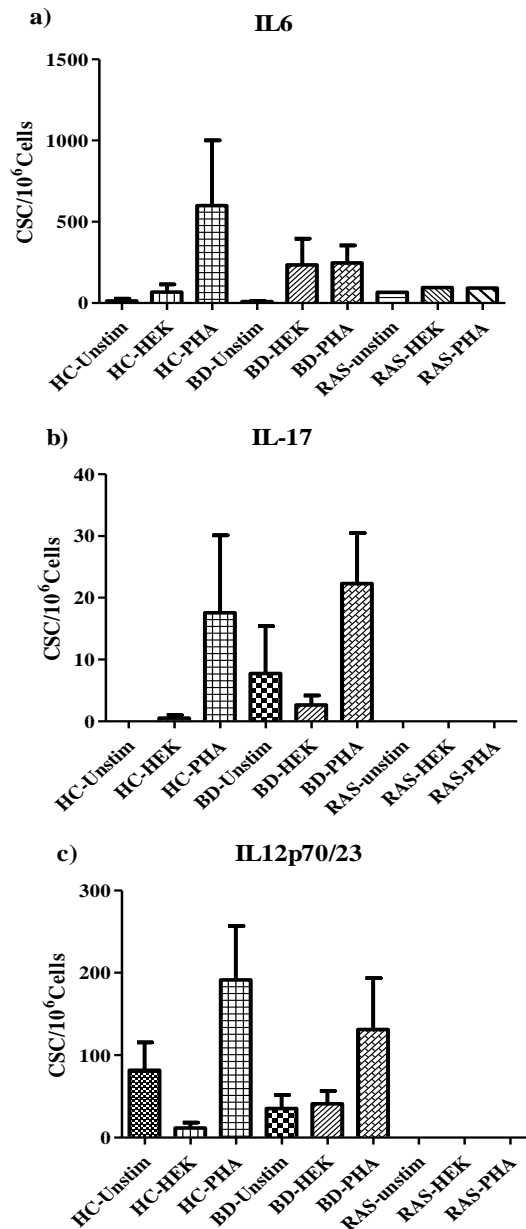 a)
IL6
CSC/10⁶Cells
1500
1000
500
0
HC-Unstim
HC-HEK
HC-PHA
BD-Unstim
BD-HEK
BD-PHA
RAS-unstim
RAS-HEK
RAS-PHA
b)
IL-17
CSC/10⁶Cells
40
30
20
10
0
HC-Unstim
HC-HEK
HC-PHA
BD-Unstim
BD-HEK
BD-PHA
RAS-unstim
RAS-HEK
RAS-PHA
c)
IL12p70/23
CSC/10⁶Cells
300
200
100
0
HC-Unstim
HC-HEK
HC-PHA
BD-Unstim
BD-HEK
BD-PHA
RAS-unstim
RAS-HEK
RAS-PHA